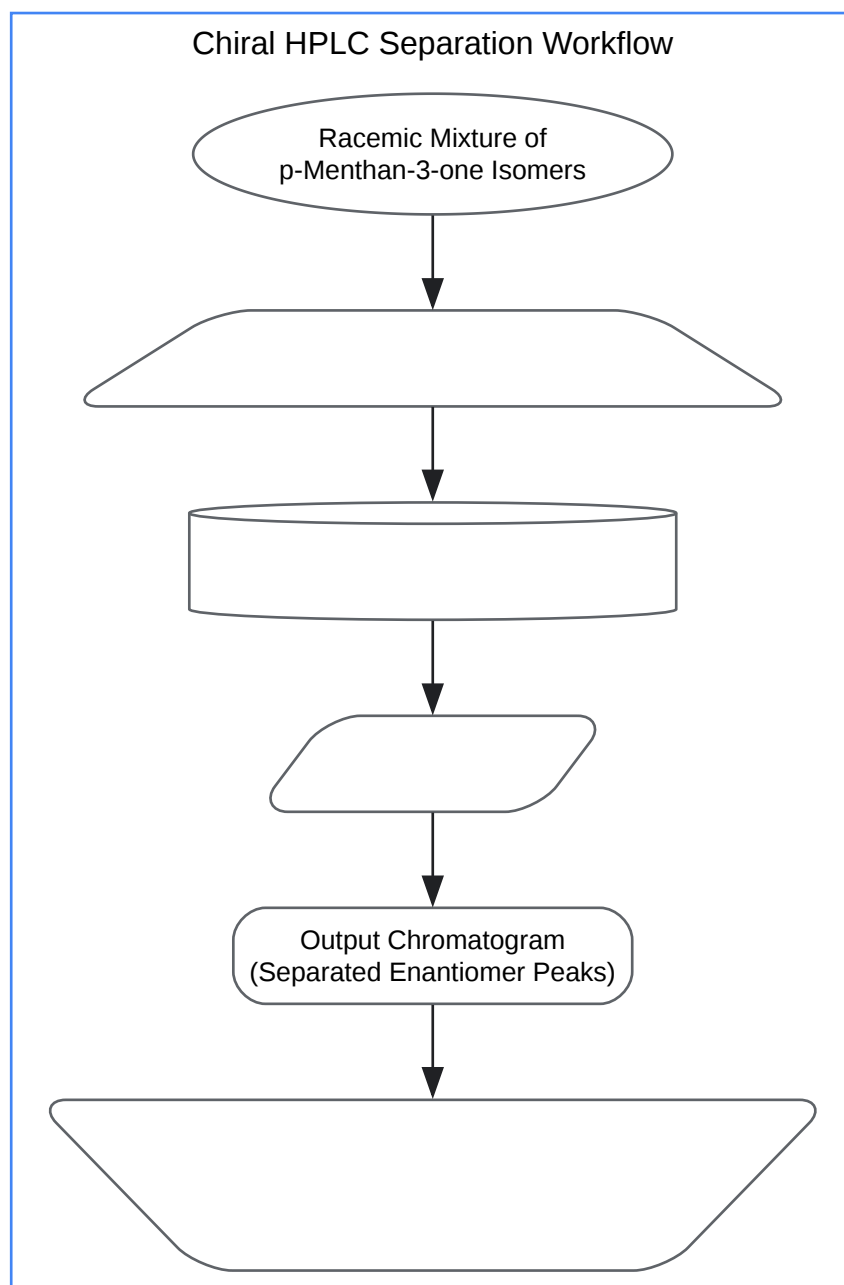 Chiral HPLC Separation Workflow
Racemic Mixture of
p-Menthan-3-one Isomers
Output Chromatogram
(Separated Enantiomer Peaks)